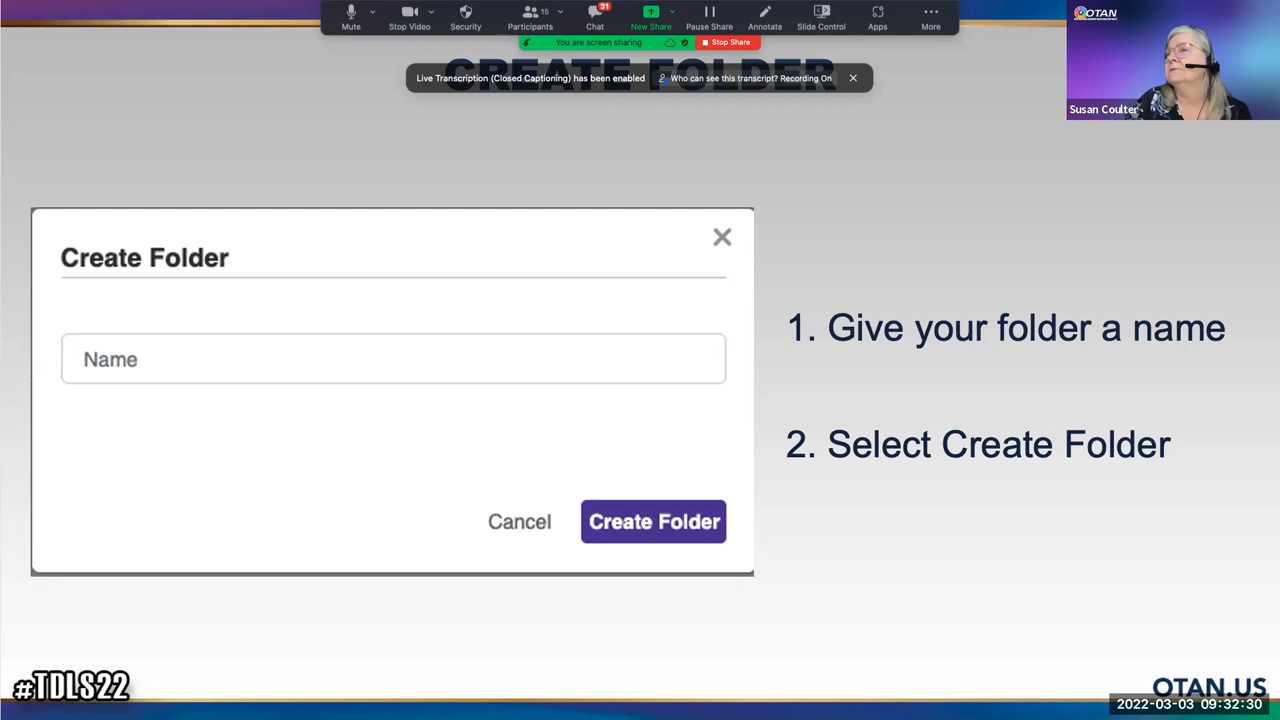 Mute
Stop Video
Security
Participants
15
Chat
31
New Share
Pause Share
Annotate
Slide Control
Apps
More
You are screen sharing
Stop Share
CREATE FOLDER
Live Transcription (Closed Captioning) has been enabled
Who can see this transcript? Recording On
OTAN
Susan Coulter
Create Folder
Name
Cancel
Create Folder
1. Give your folder a name
2. Select Create Folder
#TDLS22
OTAN.US
2022-03-03 09:32:30